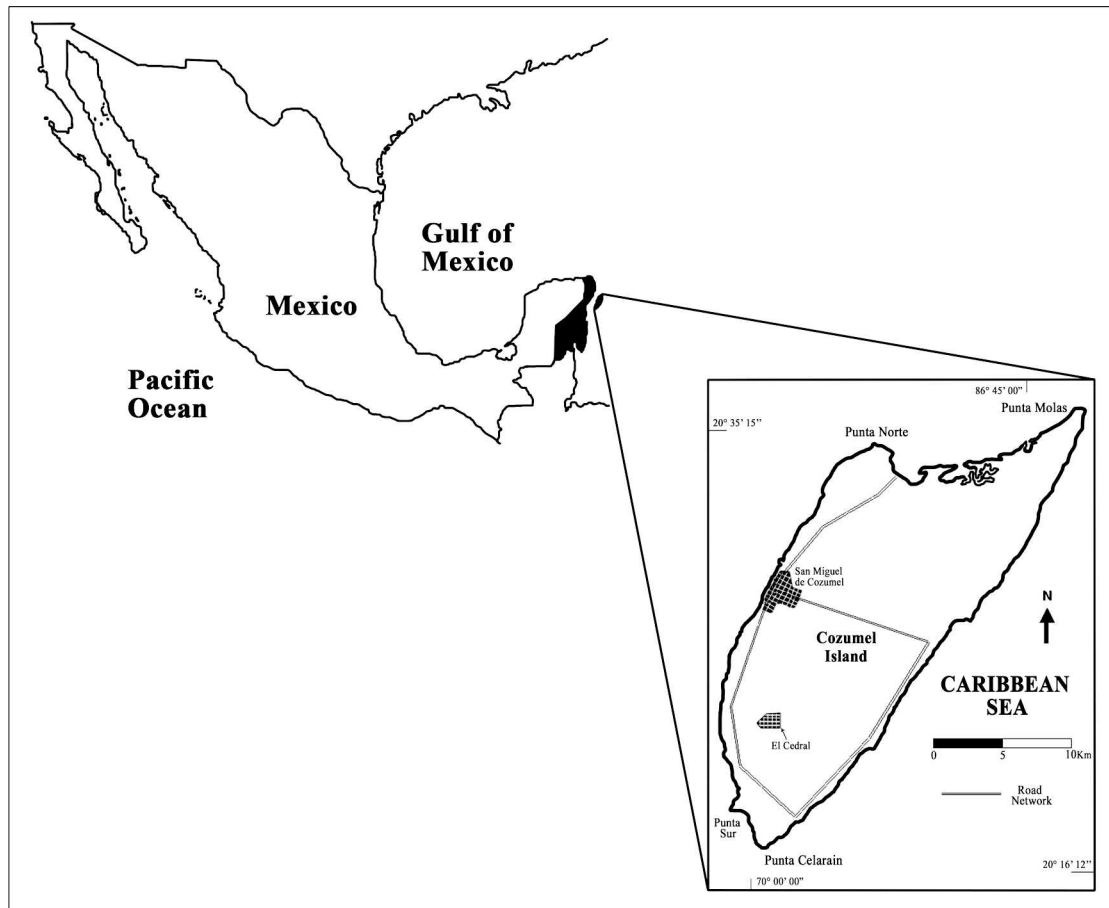 Gulf of
Mexico
Mexico
Pacific
Ocean
86° 45' 00"
Punta Molas
20° 35' 15"
Punta Norte
San Miguel
de Cozumel
N
Cozumel
Island
CARIBBEAN
SEA
0 5 10Km
El Cedral
Road
Network
Punta
Sur
Punta Celarain
20° 16' 12"
70° 00' 00"